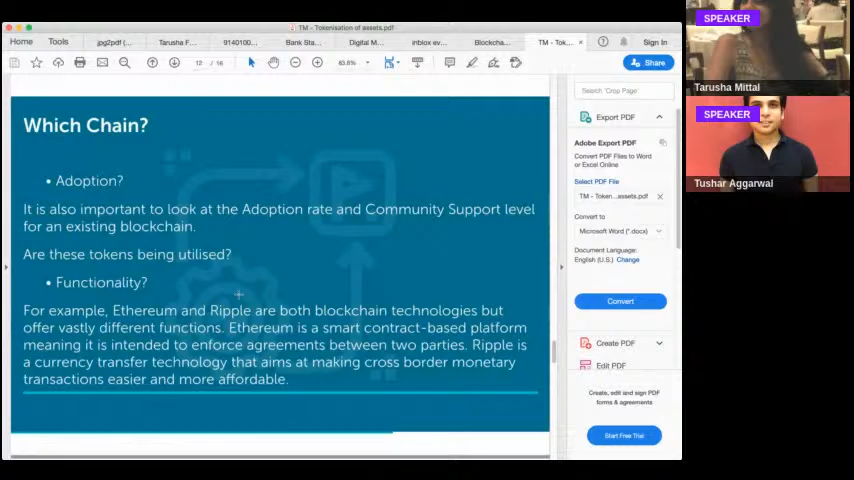 TM - Tokenisation of assets.pdf
Home Tools jpg2pdf (... Tarusha F... 9140100... Bank Sta... Digital M... inbox ev... Blockcha... TM - Tok... Sign In
12 / 16 83.8% Share
Which Chain?
• Adoption?
It is also important to look at the Adoption rate and Community Support level
for an existing blockchain.
Are these tokens being utilised?
• Functionality?
For example, Ethereum and Ripple are both blockchain technologies but
offer vastly different functions. Ethereum is a smart contract-based platform
meaning it is intended to enforce agreements between two parties. Ripple is
a currency transfer technology that aims at making cross border monetary
transactions easier and more affordable.
Search 'Crop Page'
Export PDF
Adobe Export PDF
Convert PDF Files to Word
or Excel Online
Select PDF File
TM - Token...assets.pdf
Convert to
Microsoft Word (*.docx)
Document Language:
English (U.S.) Change
Convert
Create PDF
Edit PDF
Create, edit and sign PDF
forms & agreements
Start Free Trial
SPEAKER
Tarusha Mittal
SPEAKER
Tushar Aggarwal